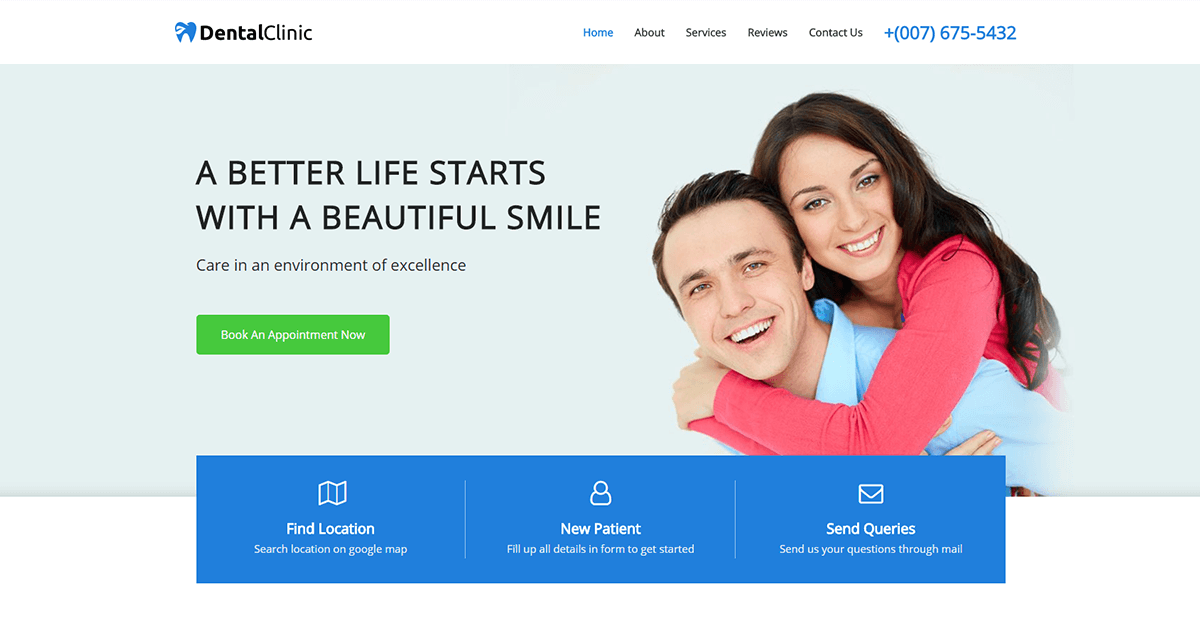 DentalClinic
Home About Services Reviews Contact Us +(007) 675-5432
A BETTER LIFE STARTS
WITH A BEAUTIFUL SMILE
Care in an environment of excellence
Book An Appointment Now
Find Location
Search location on google map
New Patient
Fill up all details in form to get started
Send Queries
Send us your questions through mail